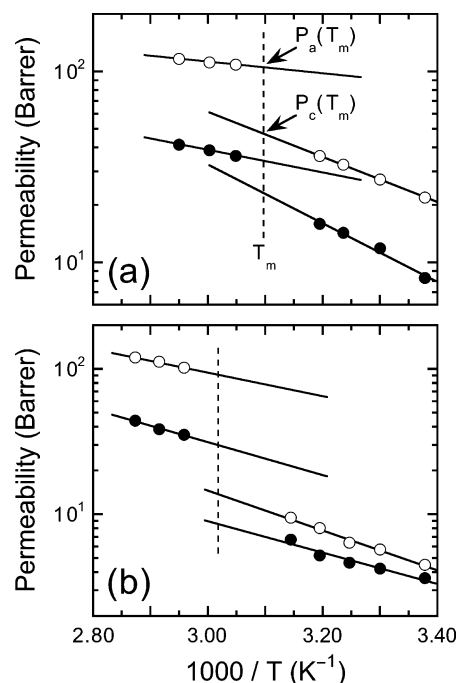 Permeability (Barrer)
10²
10¹
Pₐ(Tₘ)
P_c(Tₘ)
Tₘ
(a)
Permeability (Barrer)
10²
10¹
(b)
2.80 3.00 3.20 3.40
1000 / T (K⁻¹)